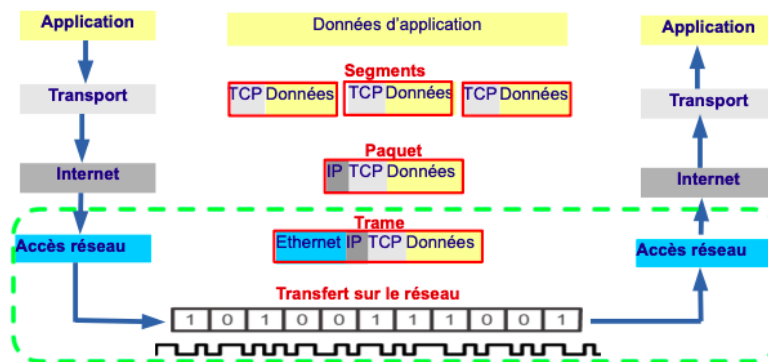 Application
Données d'application
Application
Segments
Transport
TCP Données
TCP Données
TCP Données
Transport
Paquet
Internet
IP TCP Données
Internet
Trame
Accès réseau
Ethernet IP TCP Données
Accès réseau
Transfert sur le réseau
1 0 1 0 0 1 1 1 0 0 1